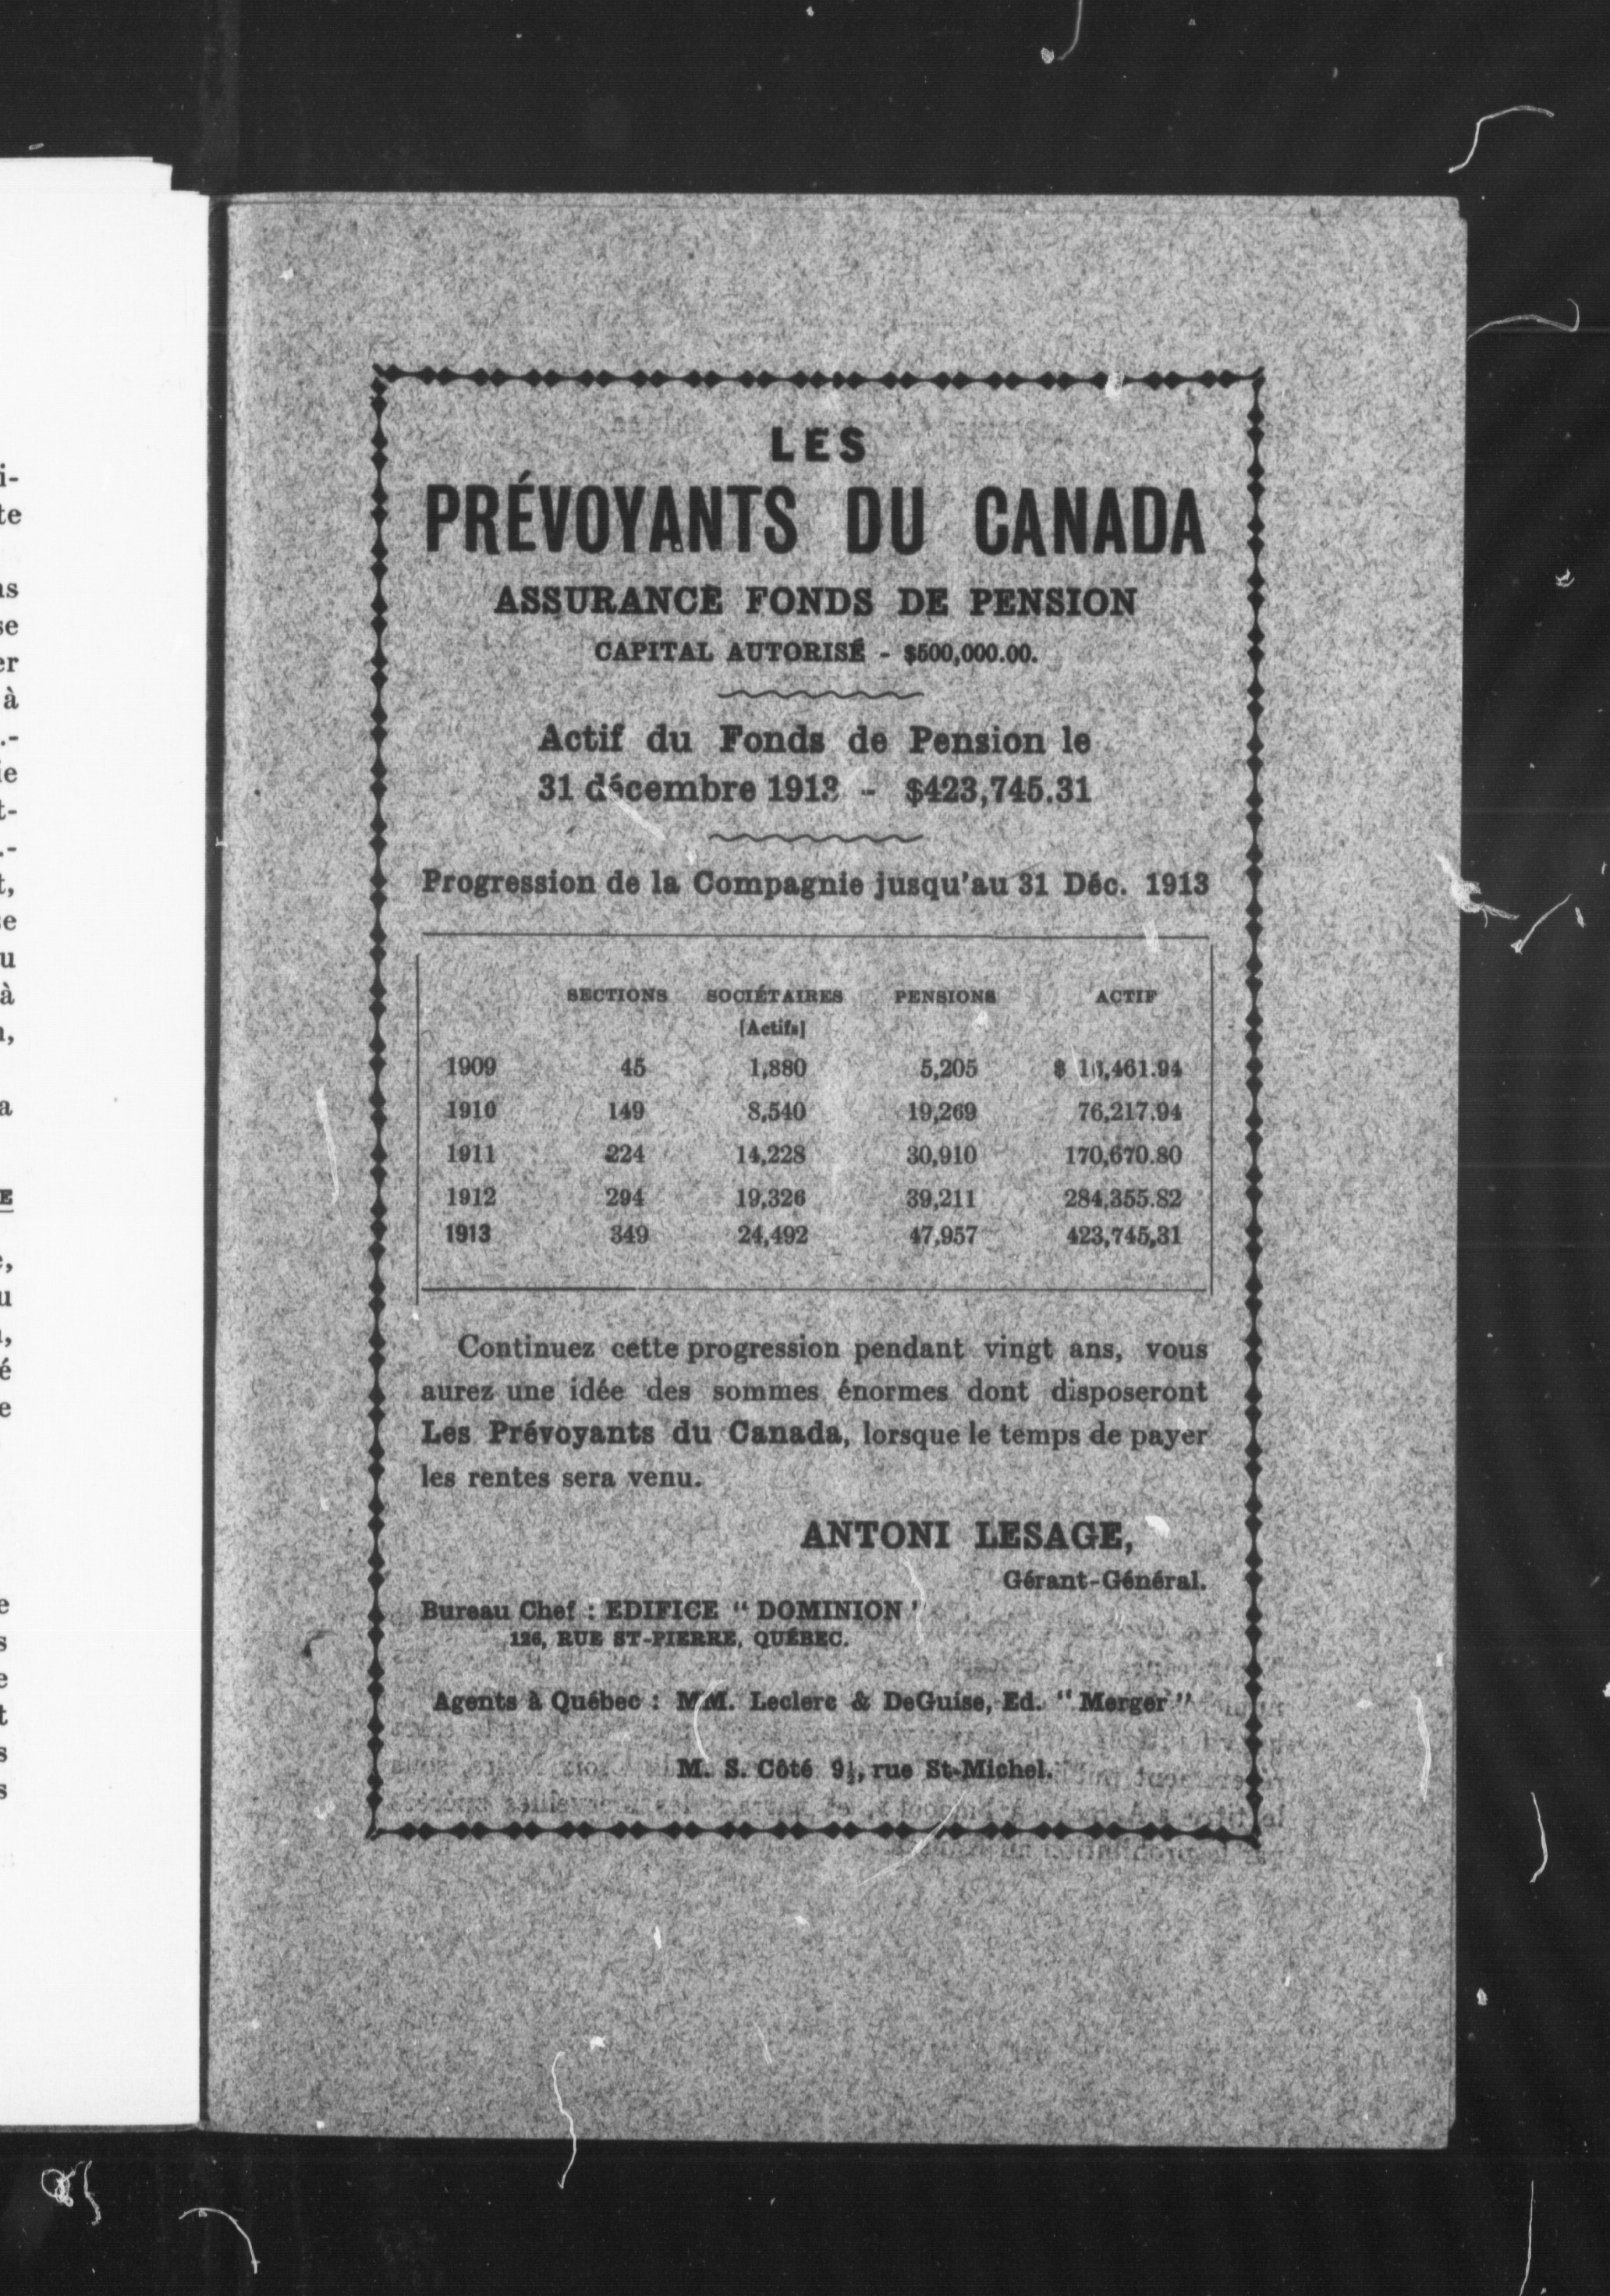 LES
PRÉVOYANTS DU CANADA
ASSURANCE FONDS DE PENSION
CAPITAL AUTORISÉ - $500,000.00.
Actif du Fonds de Pension le
31 décembre 1913 - $423,745.31
Progression de la Compagnie jusqu'au 31 Déc. 1913
SECTIONS SOCIÉTAIRES PENSIONS ACTIF
[Actifs]
1909 45 1,880 5,205 $
1910 149 8,540 19,269 76,217.94
1911 224 14,228 30,910 170,670.80
1912 294 19,326 39,211 284,355.82
1913 349 24,492 47,957 423,745,31
Continuez cette progression pendant vingt ans, vous
aurez une idée des sommes énormes dont disposeront
Les Prévoyants du Canada, lorsque le temps de payer
les rentes sera venu.
ANTONI LESAGE,
Gérant-Général.
Bureau Chef : EDIFICE " DOMINION '
126, RUE ST-PIERRE, QUÉBEC.
Agents à Québec : MM. Leclerc & DeGuise, Ed. "Merger"
M. S. Côté 9½, rue St-Michel.